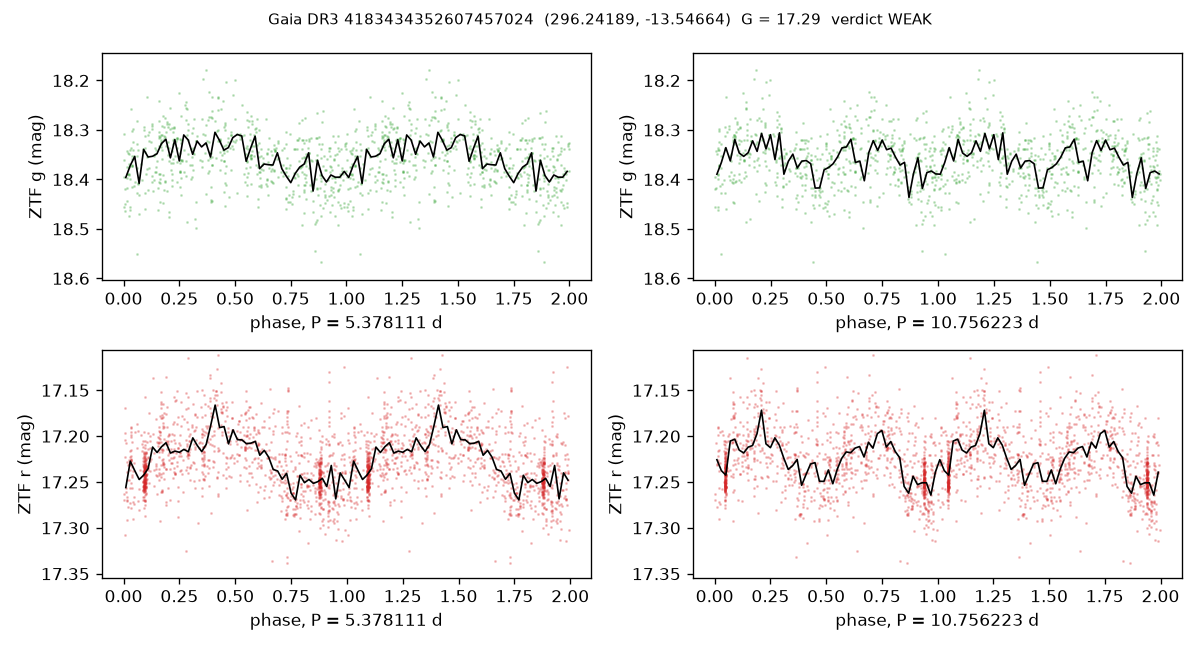 Gaia DR3 4183434352607457024 (296.24189, -13.54664) G = 17.29 verdict WEAK
ZTF g (mag)
18.2
18.3
18.4
18.5
18.6
0.00 0.25 0.50 0.75 1.00 1.25 1.50 1.75 2.00
phase, P = 5.378111 d
ZTF g (mag)
18.2
18.3
18.4
18.5
18.6
0.00 0.25 0.50 0.75 1.00 1.25 1.50 1.75 2.00
phase, P = 10.756223 d
ZTF r (mag)
17.15
17.20
17.25
17.30
17.35
0.00 0.25 0.50 0.75 1.00 1.25 1.50 1.75 2.00
phase, P = 5.378111 d
ZTF r (mag)
17.15
17.20
17.25
17.30
17.35
0.00 0.25 0.50 0.75 1.00 1.25 1.50 1.75 2.00
phase, P = 10.756223 d